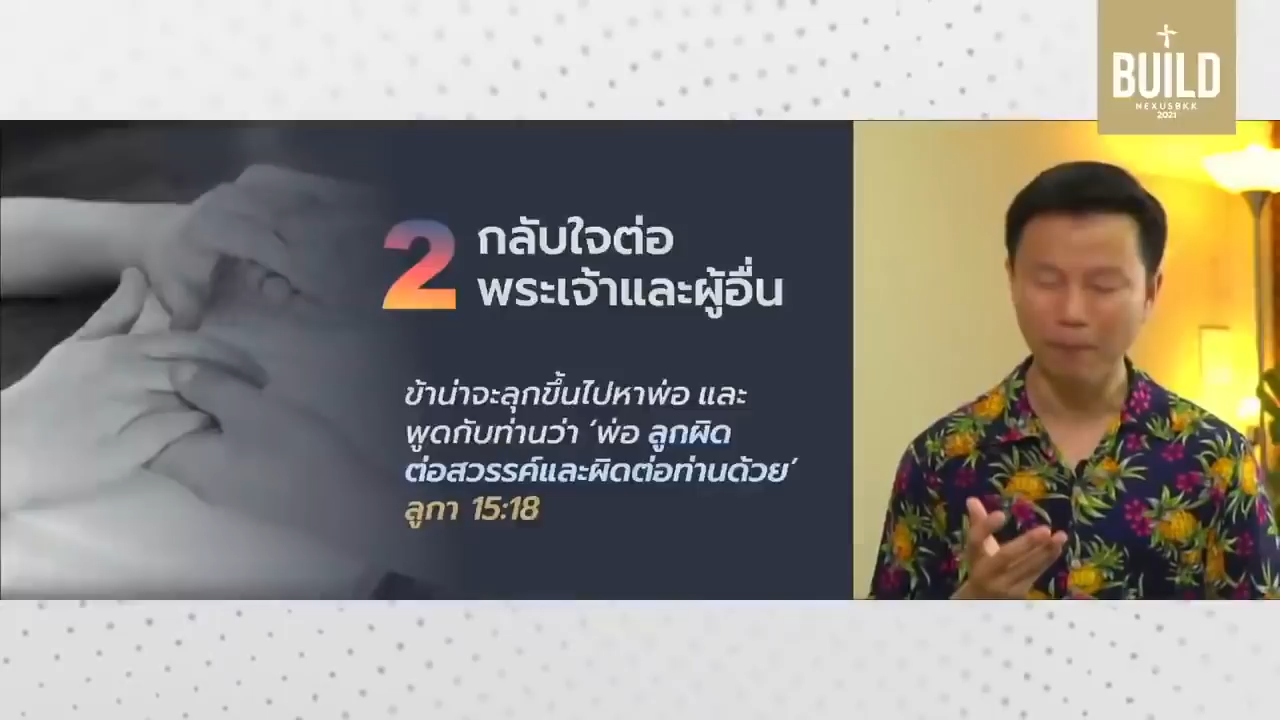 BUILD
NEXUSBKK
2021
2
กลับใจต่อ
พระเจ้าและผู้อื่น
ข้าน่าจะลุกขึ้นไปหาพ่อ และ
พูดกับท่านว่า ‘พ่อ ลูกผิด
ต่อสวรรค์และผิดต่อท่านด้วย’
ลูกา 15:18